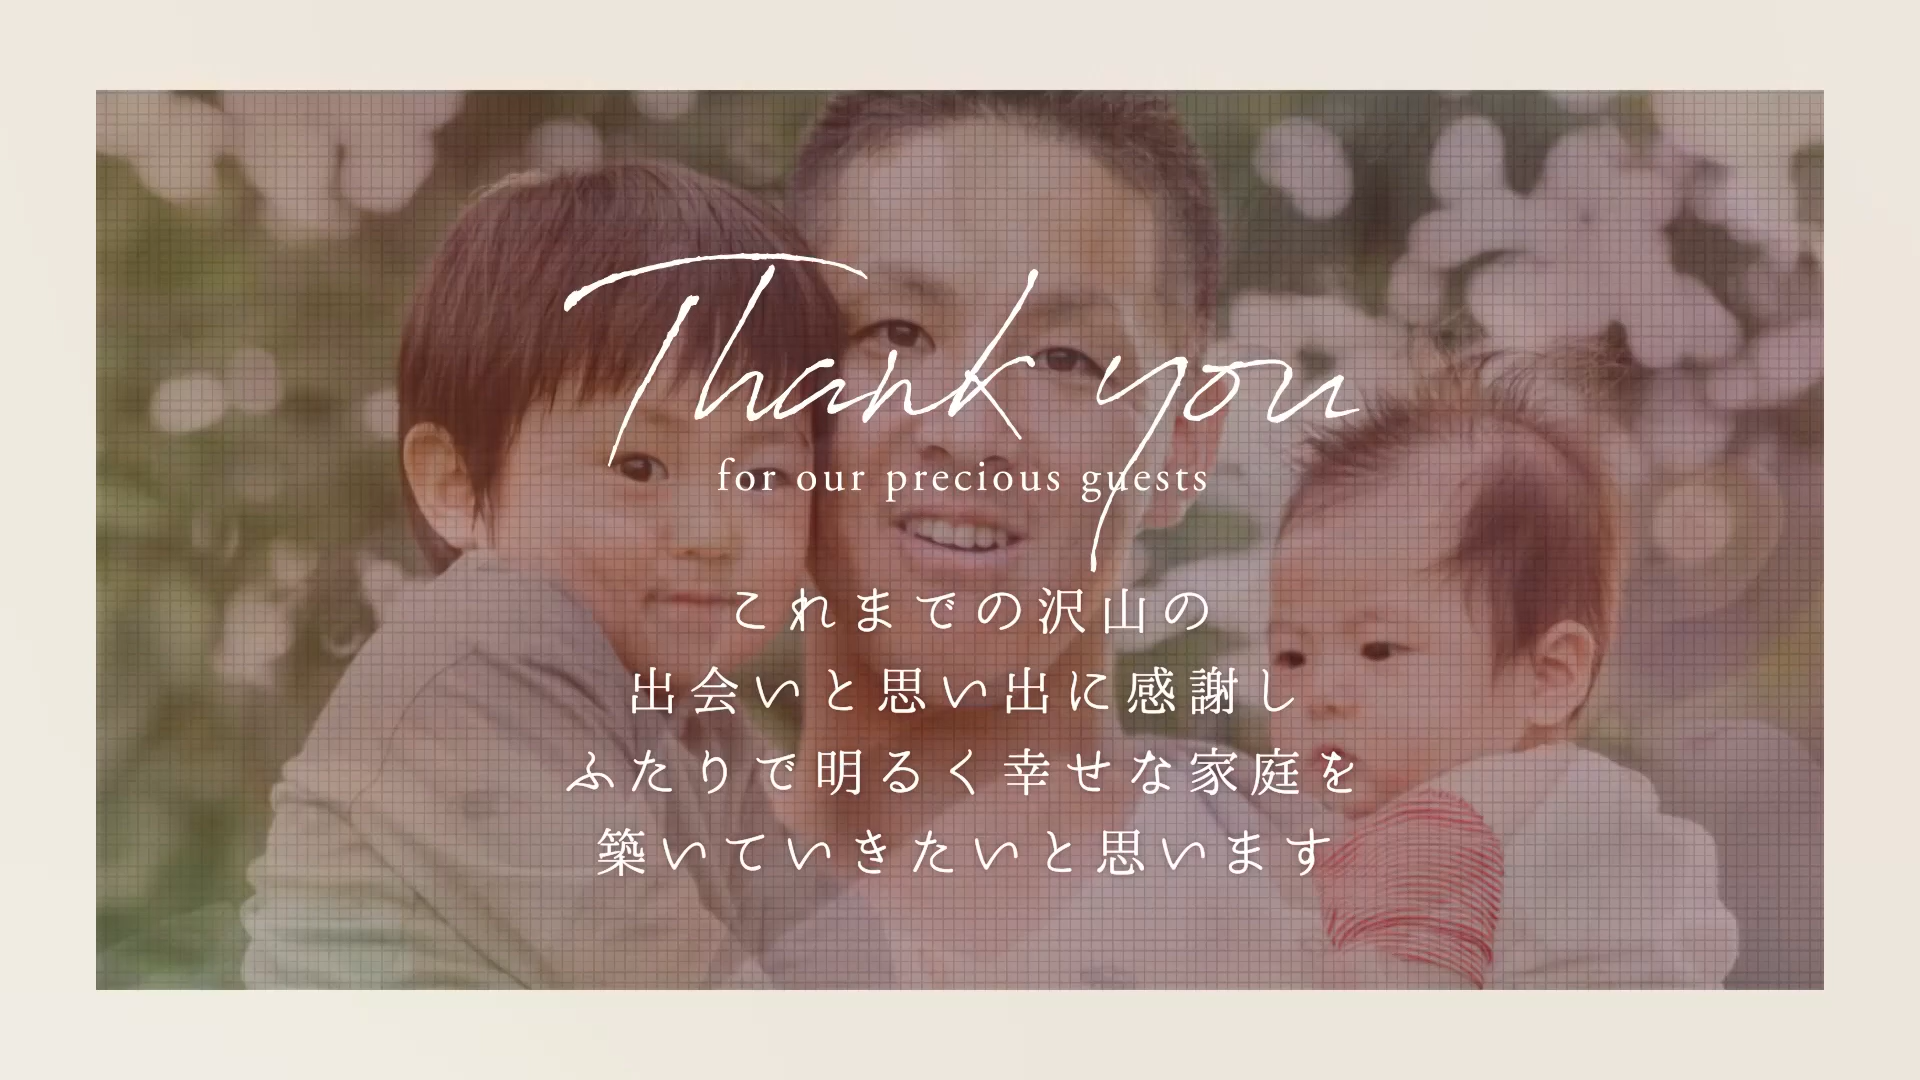 Thank you
for our precious guests
これまでの沢山の
出会いと思い出に感謝し
ふたりで明るく幸せな家庭を
築いていきたいと思います